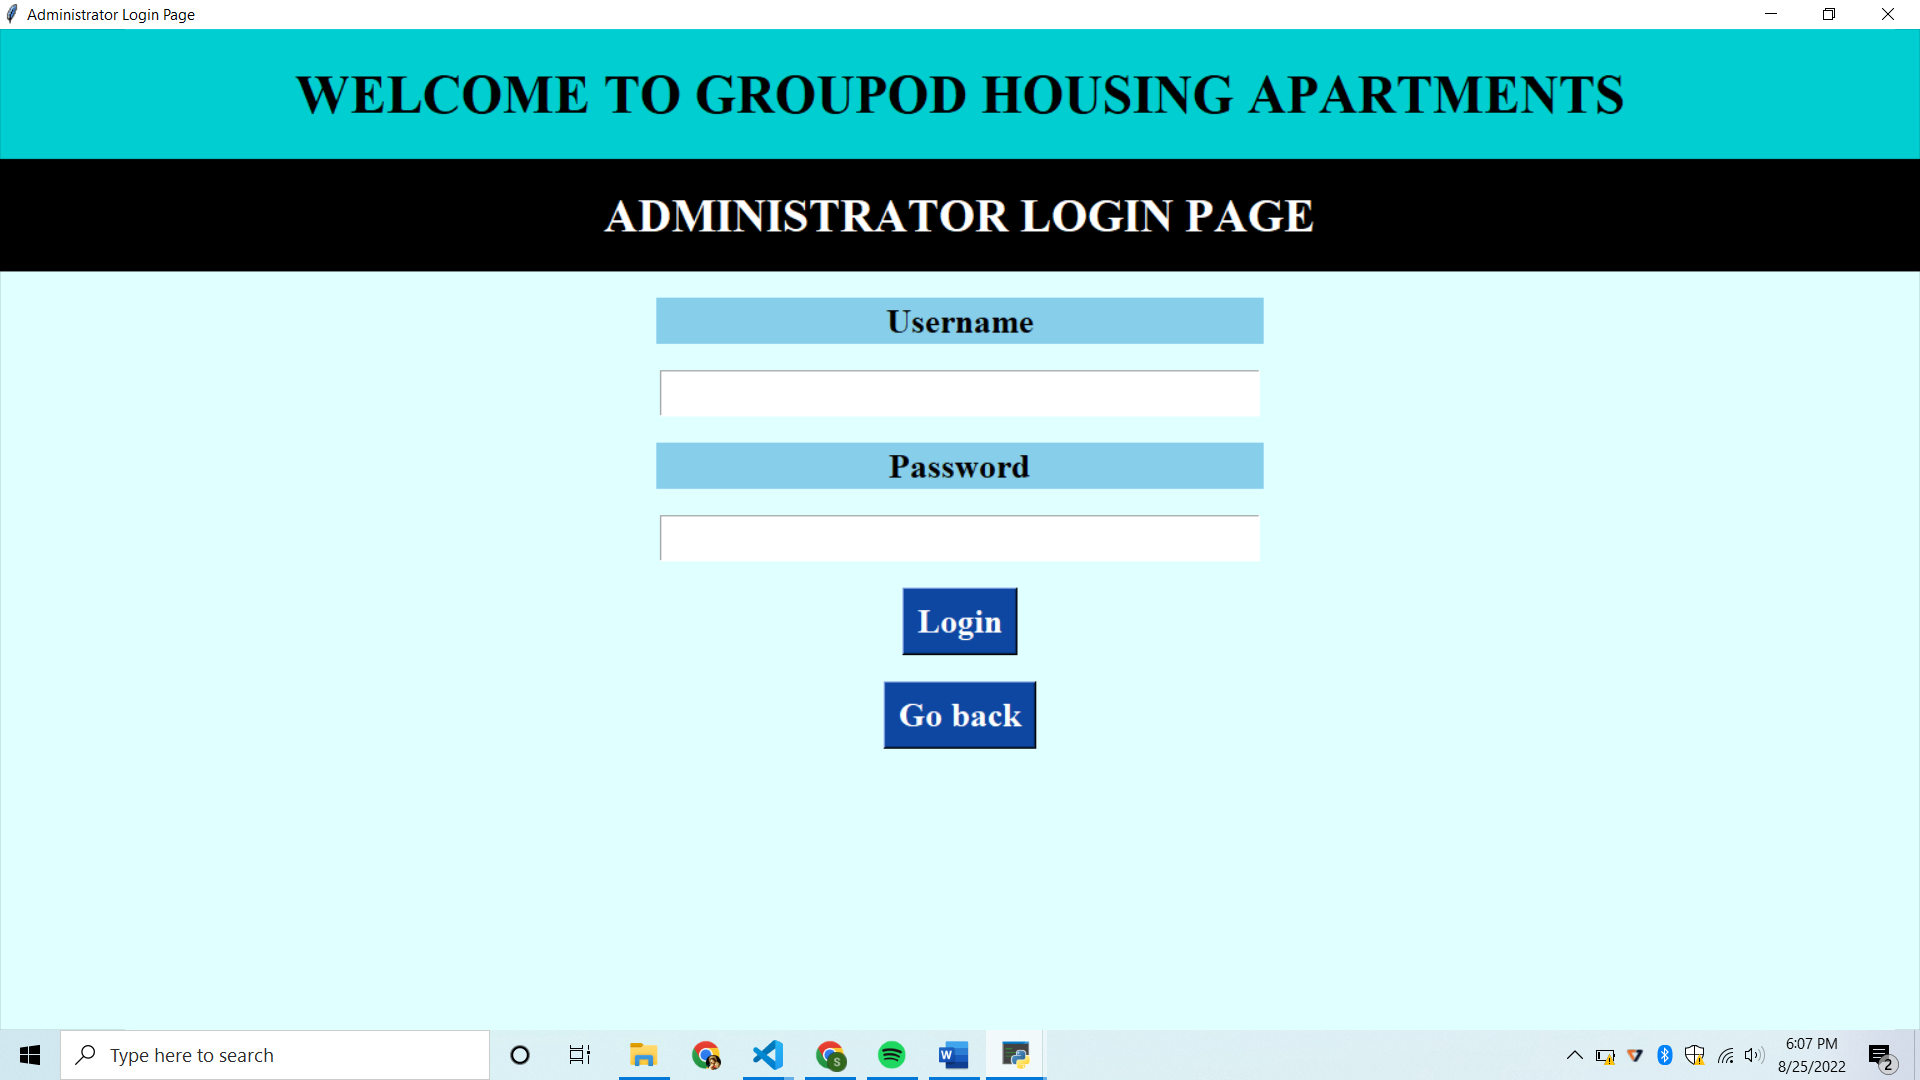 Administrator Login Page
WELCOME TO GROUPOD HOUSING APARTMENTS
ADMINISTRATOR LOGIN PAGE
Username
Password
Login
Go back
Type here to search
S
W
6:07 PM
8/25/2022
2